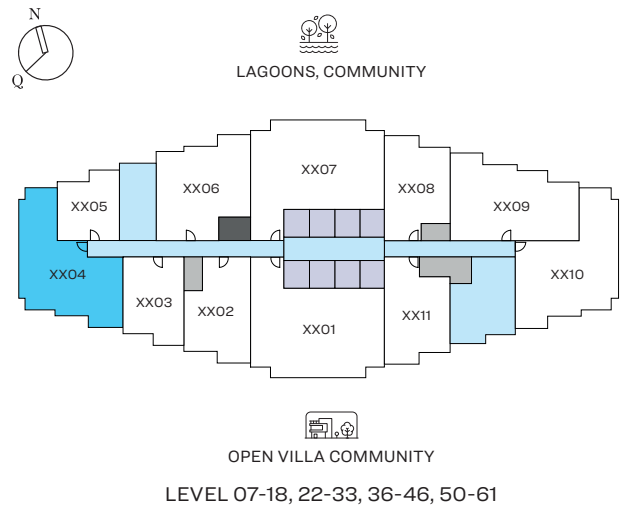 N
Q
LAGOONS, COMMUNITY
XX07
XX06
XX08
XX05
XX09
XX04
XX10
XX03
XX02
XX01
XX11
OPEN VILLA COMMUNITY
LEVEL 07-18, 22-33, 36-46, 50-61